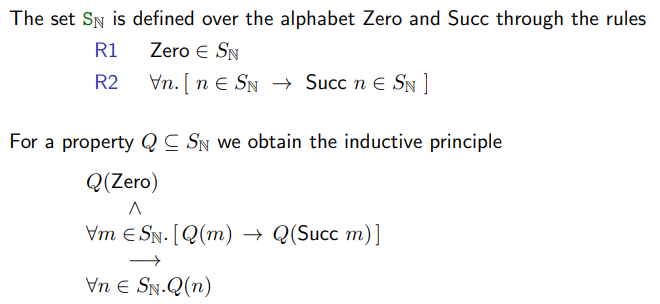 The set S_ℕ is defined over the alphabet Zero and Succ through the rules
R1 Zero ∈ S_ℕ
R2 ∀n. [ n ∈ S_ℕ → Succ n ∈ S_ℕ ]
For a property Q ⊆ S_ℕ we obtain the inductive principle
Q(Zero)
∧
∀m ∈ S_ℕ. [ Q(m) → Q(Succ m) ]
⟶
∀n ∈ S_ℕ.Q(n)